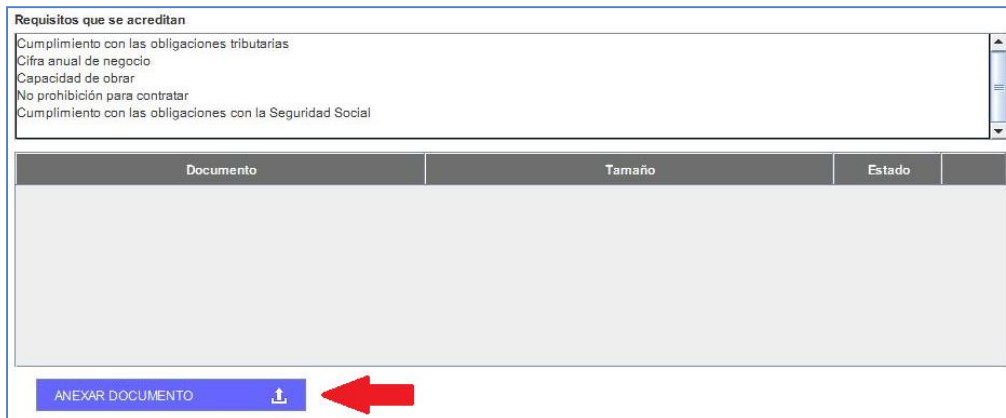 Requisitos que se acreditan
Cumplimiento con las obligaciones tributarias
Cifra anual de negocio
Capacidad de obrar
No prohibición para contratar
Cumplimiento con las obligaciones con la Seguridad Social
Documento Tamaño Estado
ANEXAR DOCUMENTO